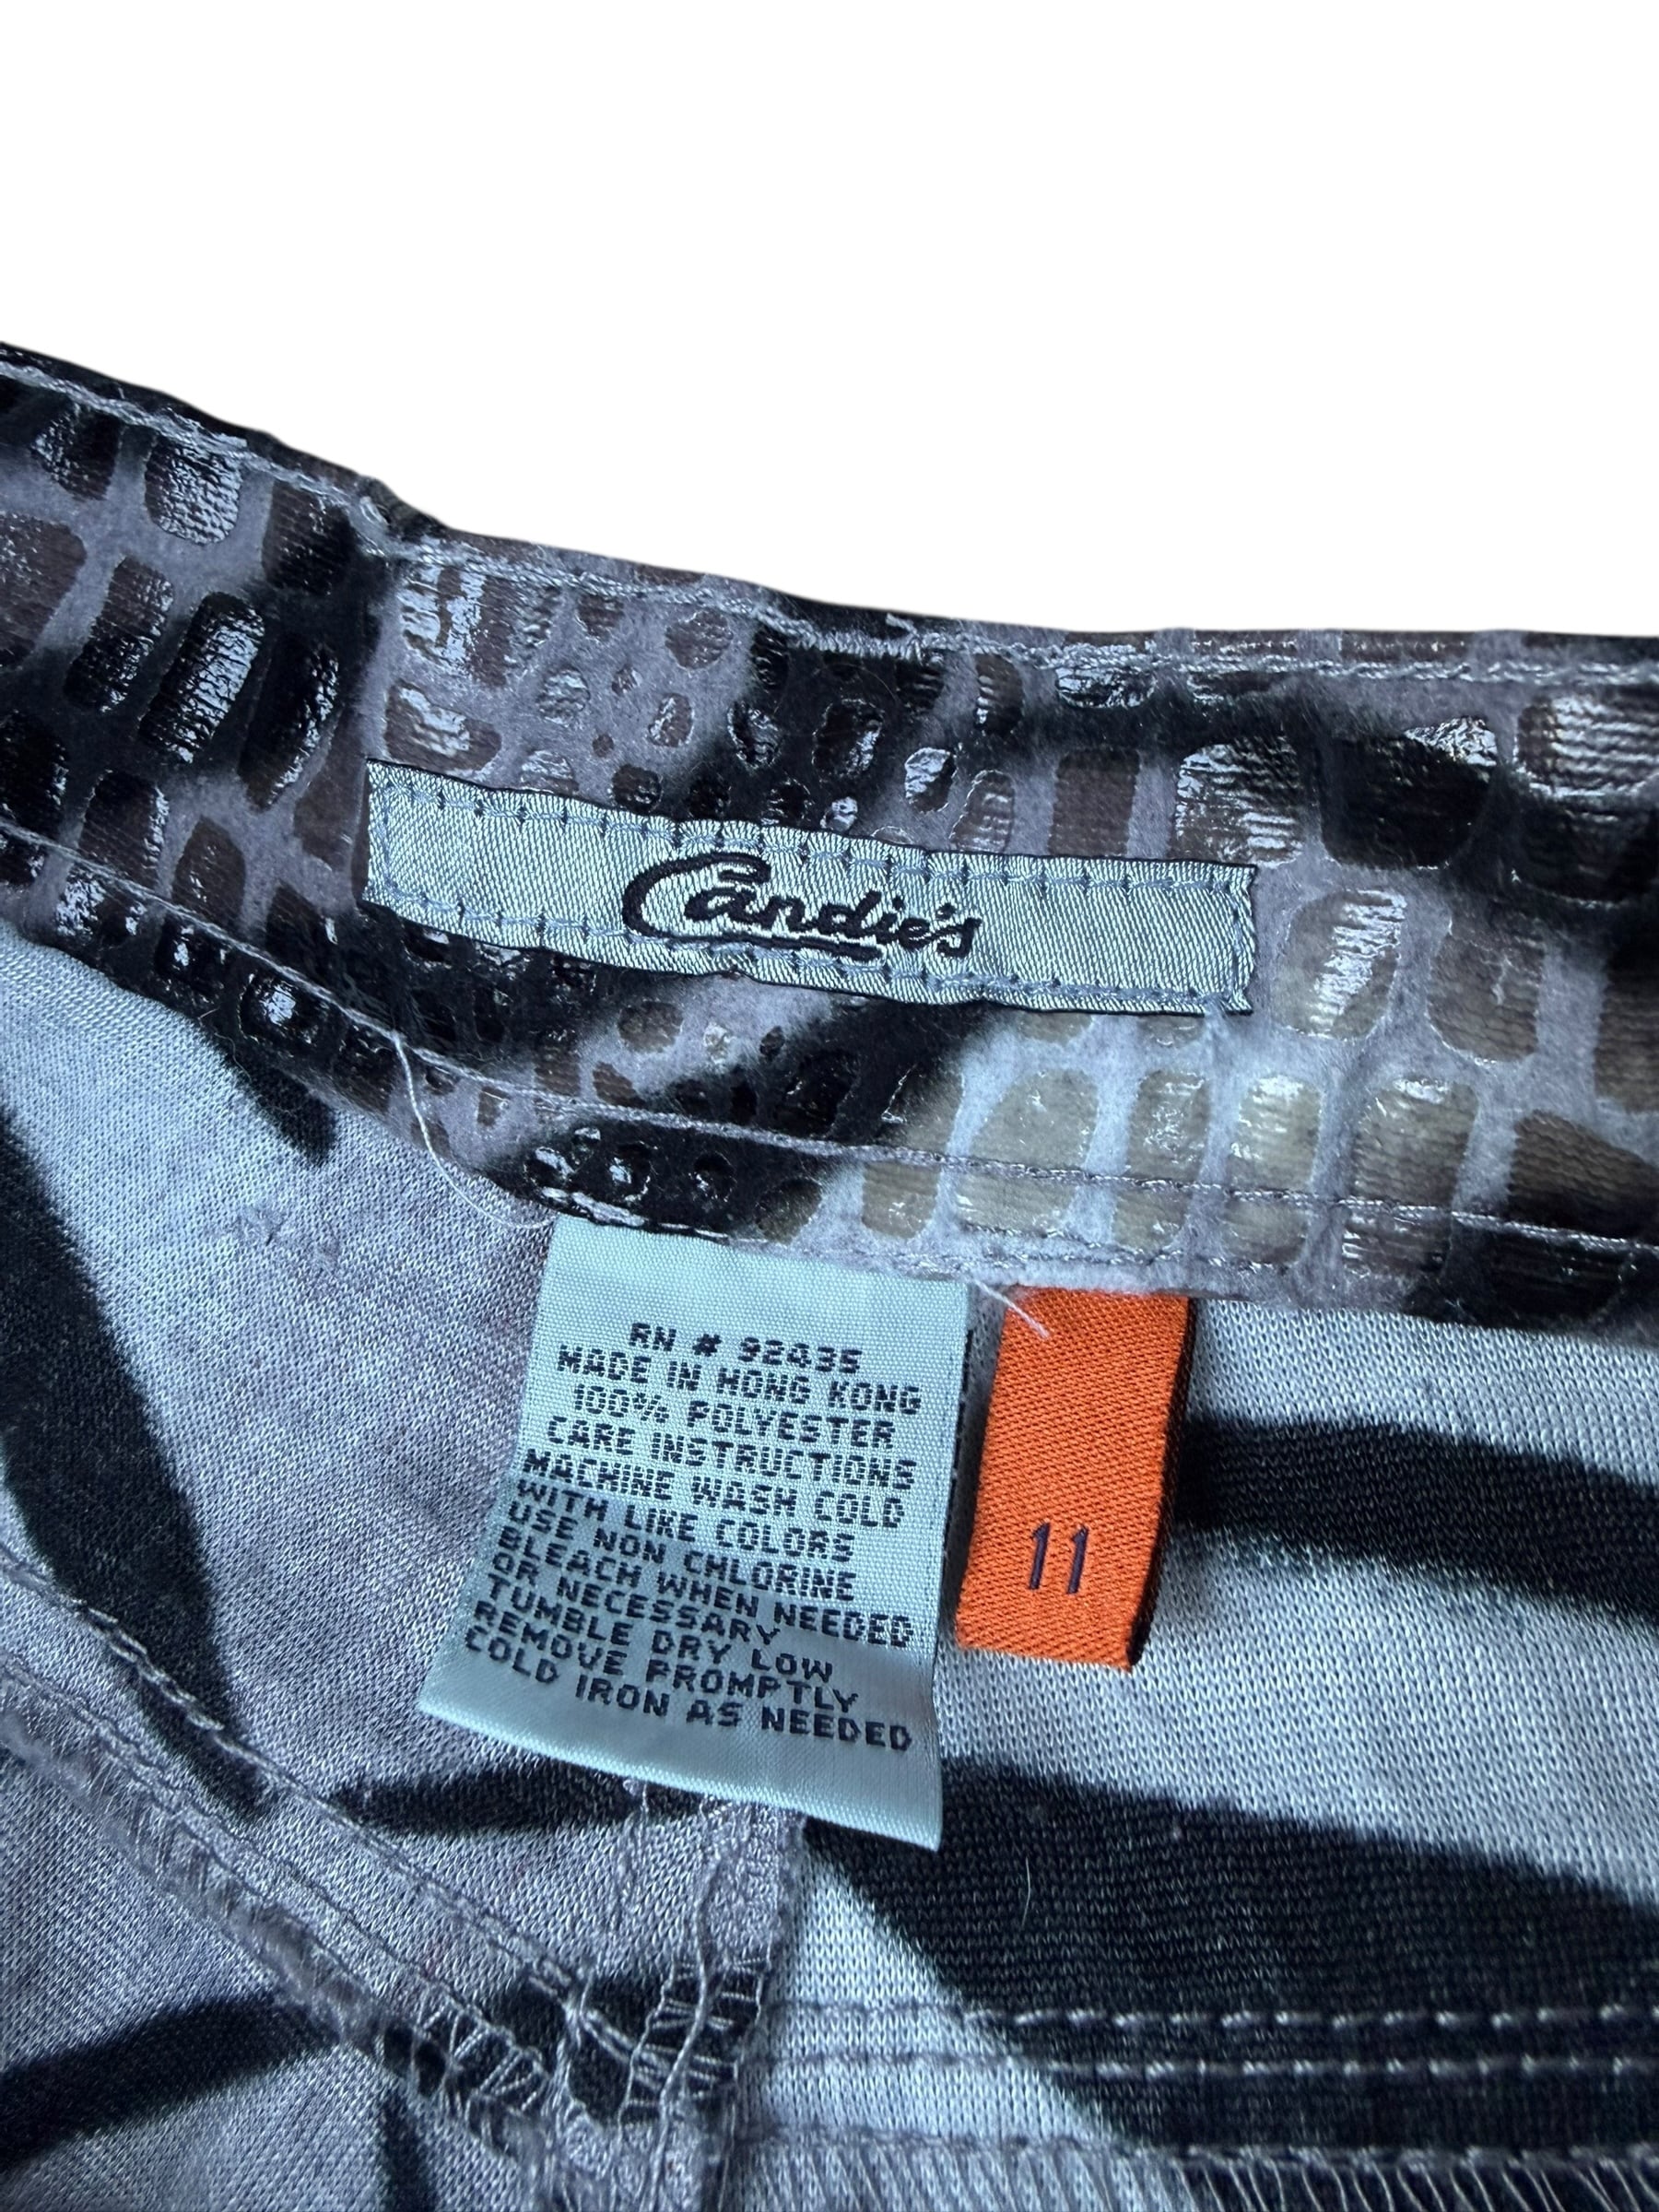 Candie's
RN # 92435
MADE IN HONG KONG
100% POLYESTER
CARE INSTRUCTIONS
MACHINE WASH COLD
WITH LIKE COLORS
USE NON CHLORINE
BLEACH WHEN NEEDED
OR NECESSARY
TUMBLE DRY LOW
REMOVE PROMPTLY
COLD IRON AS NEEDED
11